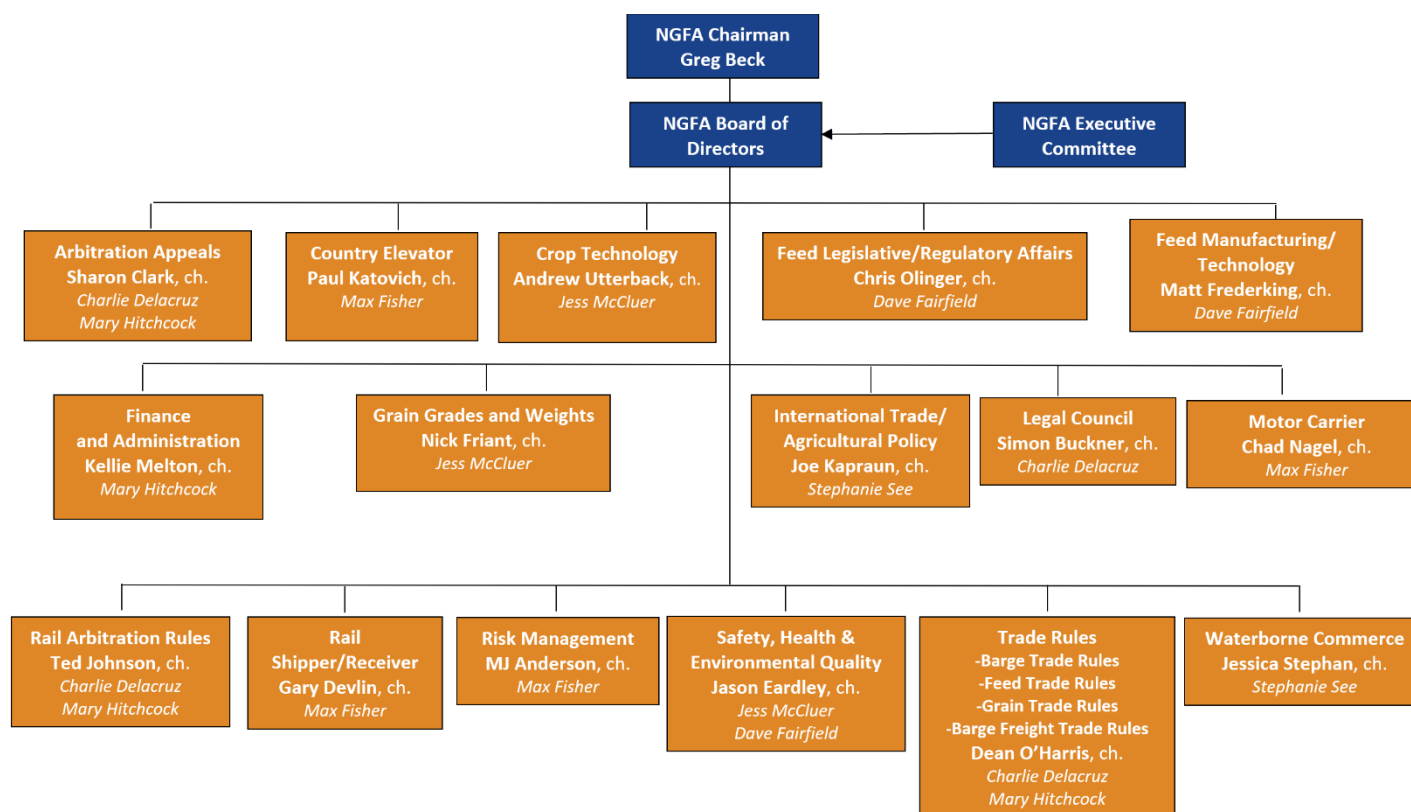 NGFA Chairman
Greg Beck
NGFA Board of
Directors
NGFA Executive
Committee
Arbitration Appeals
Sharon Clark, ch.
Charlie Delacruz
Mary Hitchcock
Country Elevator
Paul Katovich, ch.
Max Fisher
Crop Technology
Andrew Utterback, ch.
Jess McCluer
Feed Legislative/Regulatory Affairs
Chris Olinger, ch.
Dave Fairfield
Feed Manufacturing/
Technology
Matt Frederking, ch.
Dave Fairfield
Finance
and Administration
Kellie Melton, ch.
Mary Hitchcock
Grain Grades and Weights
Nick Friant, ch.
Jess McCluer
International Trade/
Agricultural Policy
Joe Kapraun, ch.
Stephanie See
Legal Council
Simon Buckner, ch.
Charlie Delacruz
Motor Carrier
Chad Nagel, ch.
Max Fisher
Rail Arbitration Rules
Ted Johnson, ch.
Charlie Delacruz
Mary Hitchcock
Rail
Shipper/Receiver
Gary Devlin, ch.
Max Fisher
Risk Management
MJ Anderson, ch.
Max Fisher
Safety, Health &
Environmental Quality
Jason Eardley, ch.
Jess McCluer
Dave Fairfield
Trade Rules
-Barge Trade Rules
-Feed Trade Rules
-Grain Trade Rules
-Barge Freight Trade Rules
Dean O’Harris, ch.
Charlie Delacruz
Mary Hitchcock
Waterborne Commerce
Jessica Stephan, ch.
Stephanie See